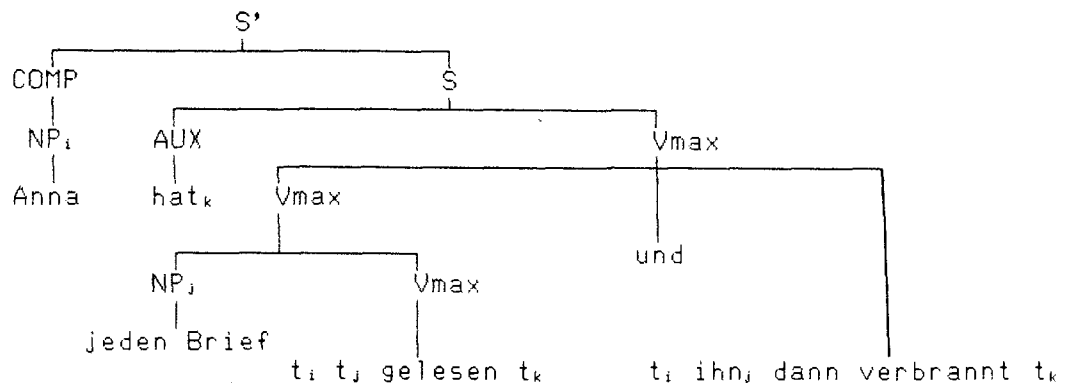 S'
COMP S
NPᵢ AUX Vmax
Anna hatₖ Vmax
und
NPⱼ Vmax
jeden Brief
tᵢ tⱼ gelesen tₖ tᵢ ihnⱼ dann verbrannt tₖ